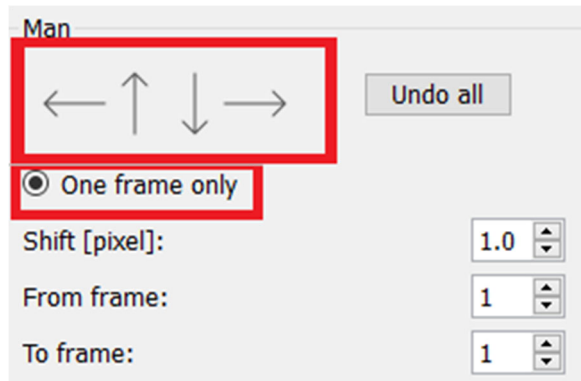 Man
Undo all
One frame only
Shift [pixel]: 1.0
From frame: 1
To frame: 1